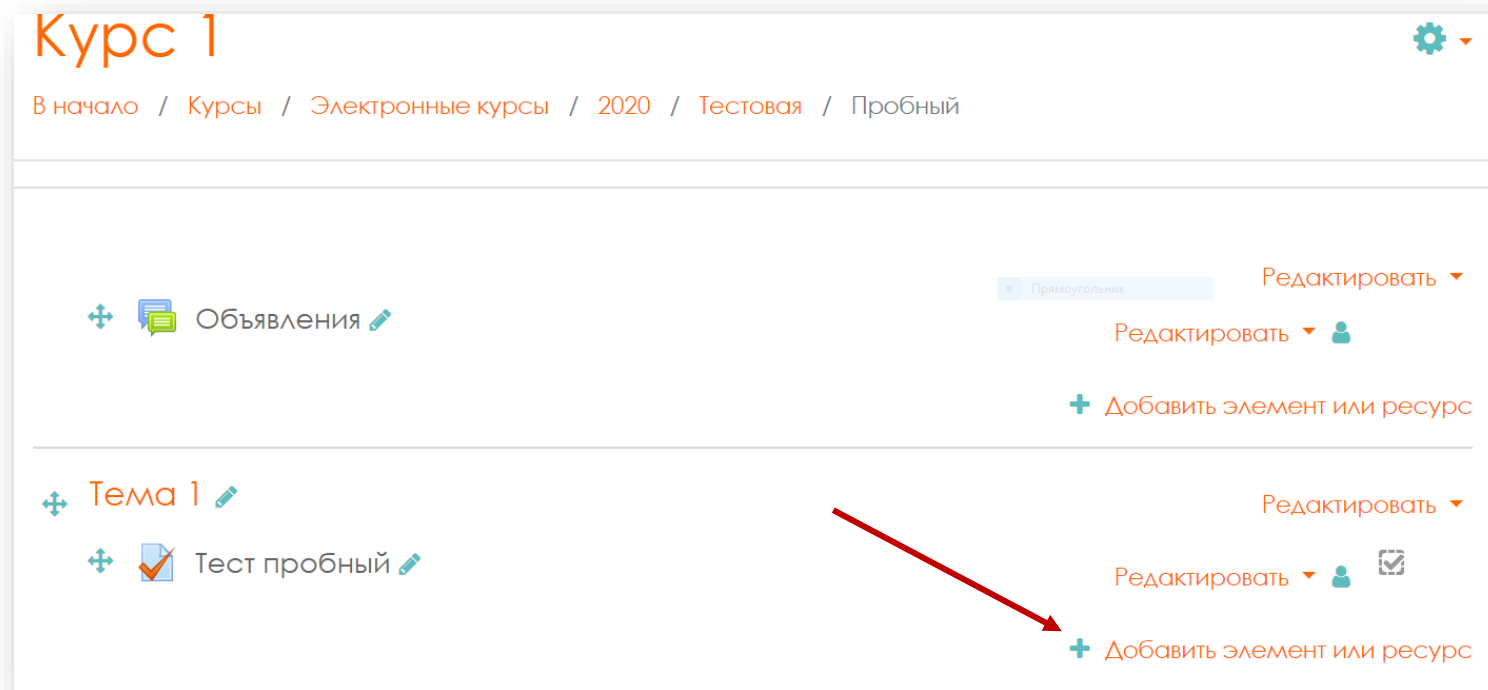 Курс 1
В начало / Курсы / Электронные курсы / 2020 / Тестовая / Пробный
Прямоугольник
Редактировать
Объявления
Редактировать
Добавить элемент или ресурс
Тема 1
Редактировать
Тест пробный
Редактировать
Добавить элемент или ресурс